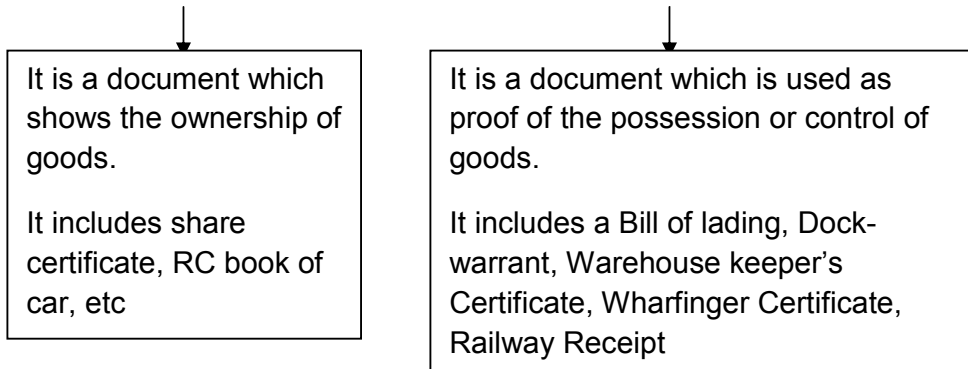 It is a document which
shows the ownership of
goods.
It includes share
certificate, RC book of
car, etc
It is a document which is used as
proof of the possession or control of
goods.
It includes a Bill of lading, Dock-
warrant, Warehouse keeper's
Certificate, Wharfinger Certificate,
Railway Receipt